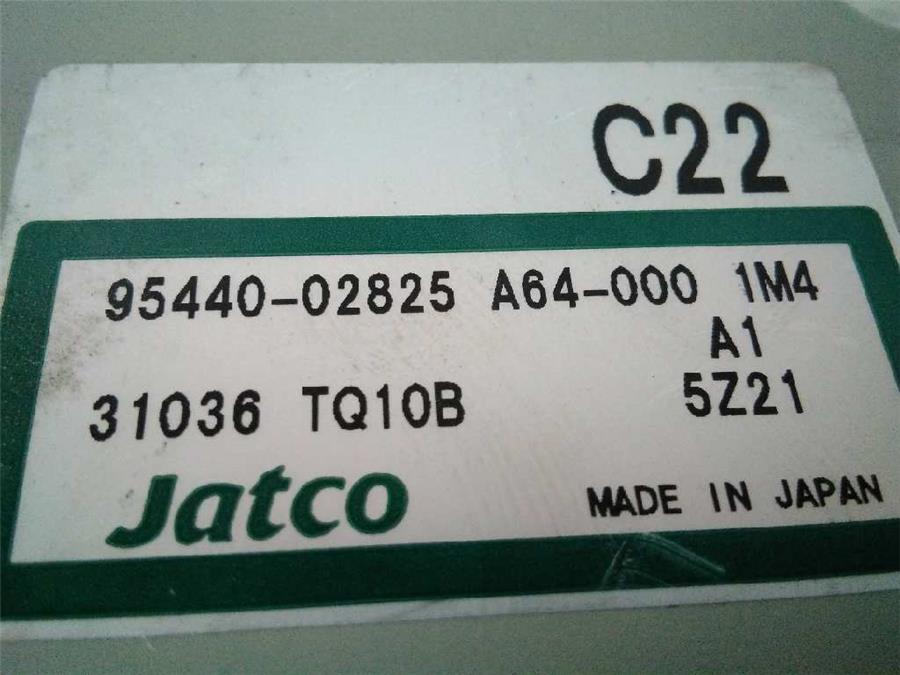 C22
95440-02825 A64-000 1M4
A1
31036 TQ10B 5Z21
Jatco MADE IN JAPAN